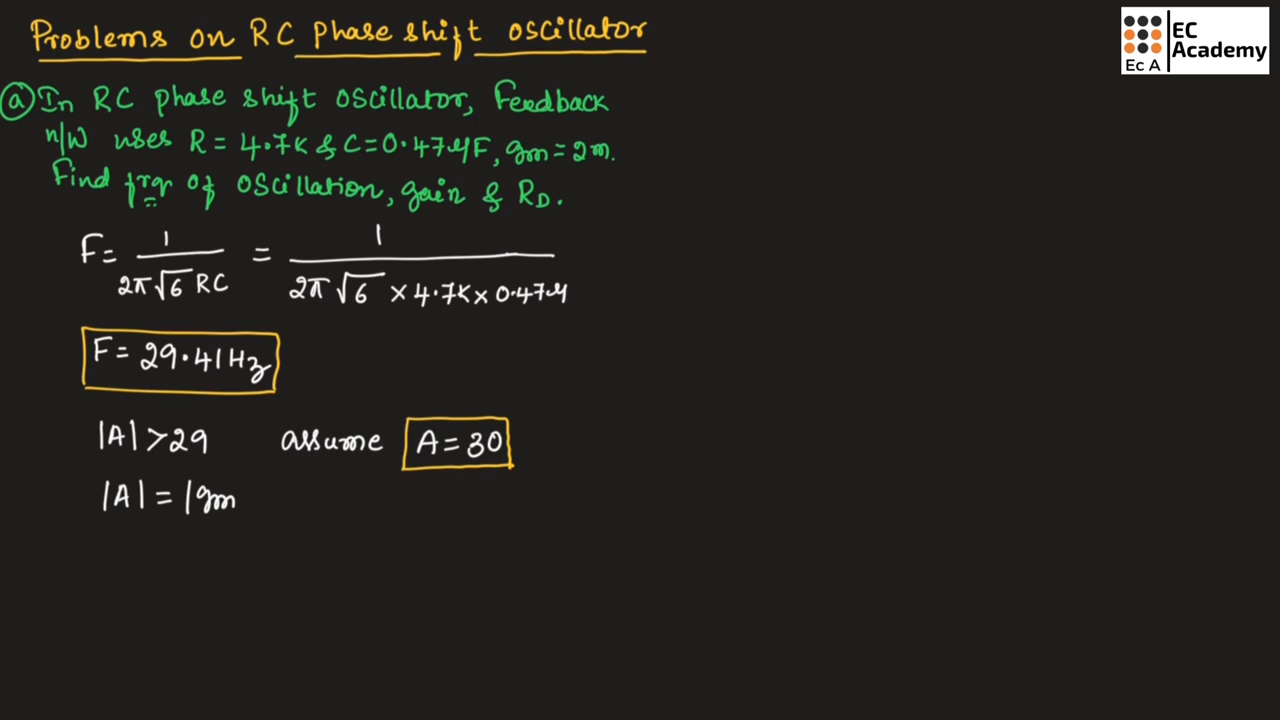 Problems on RC phase shift oscillator
EC Academy
Ec A
(a) In RC phase shift oscillator, Feedback
n/w uses R = 4.7K & C = 0.47μF, gm = 2m.
Find frqr of oscillation, gain & R_D.
F = 1/(2π√6 RC) = 1/(2π√6 × 4.7K × 0.47μ)
F = 29.41Hz
|A| > 29 assume A = 30
|A| = |gm